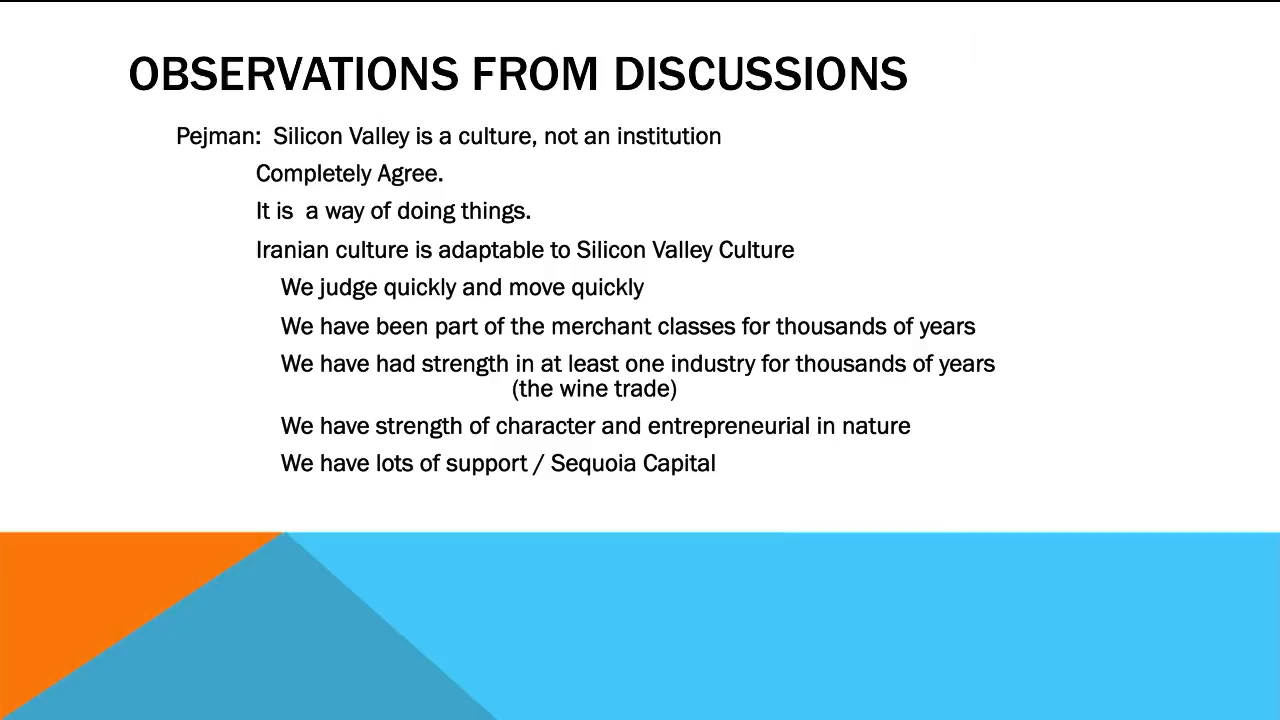 OBSERVATIONS FROM DISCUSSIONS
Pejman:  Silicon Valley is a culture, not an institution
Completely Agree.
It is  a way of doing things.
Iranian culture is adaptable to Silicon Valley Culture
We judge quickly and move quickly
We have been part of the merchant classes for thousands of years
We have had strength in at least one industry for thousands of years
(the wine trade)
We have strength of character and entrepreneurial in nature
We have lots of support / Sequoia Capital